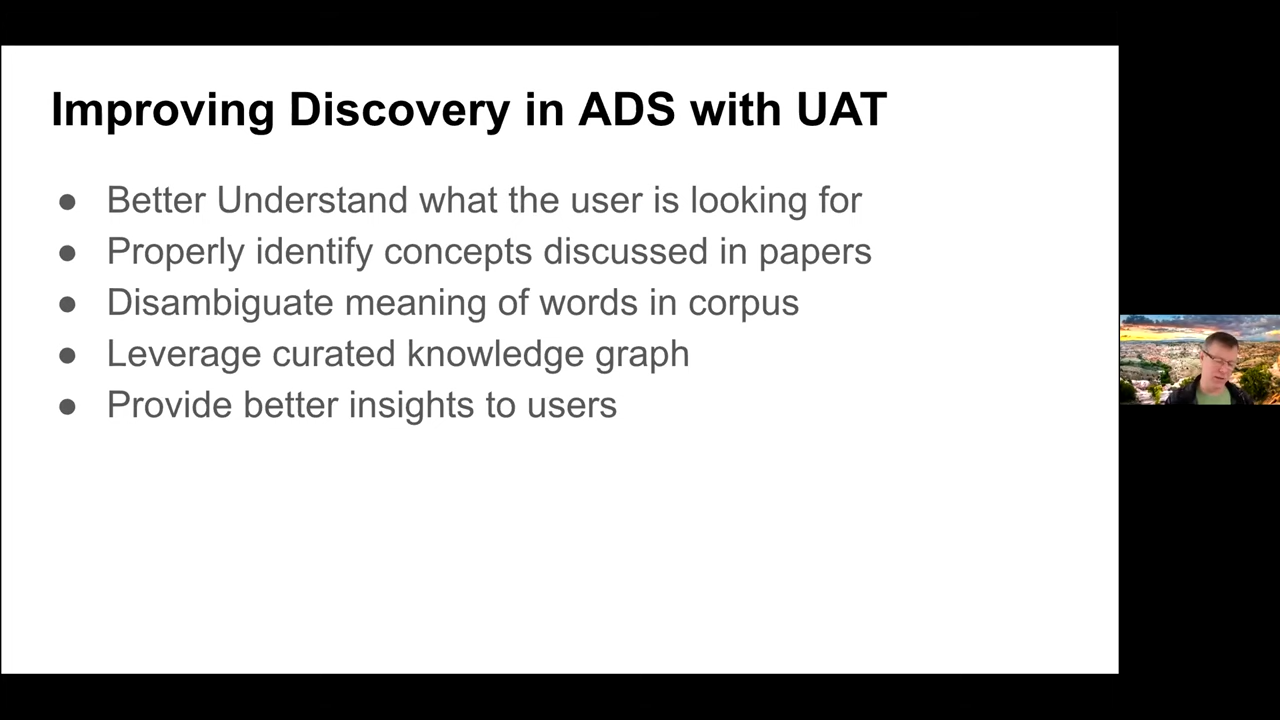 Improving Discovery in ADS with UAT
● Better Understand what the user is looking for
● Properly identify concepts discussed in papers
● Disambiguate meaning of words in corpus
● Leverage curated knowledge graph
● Provide better insights to users